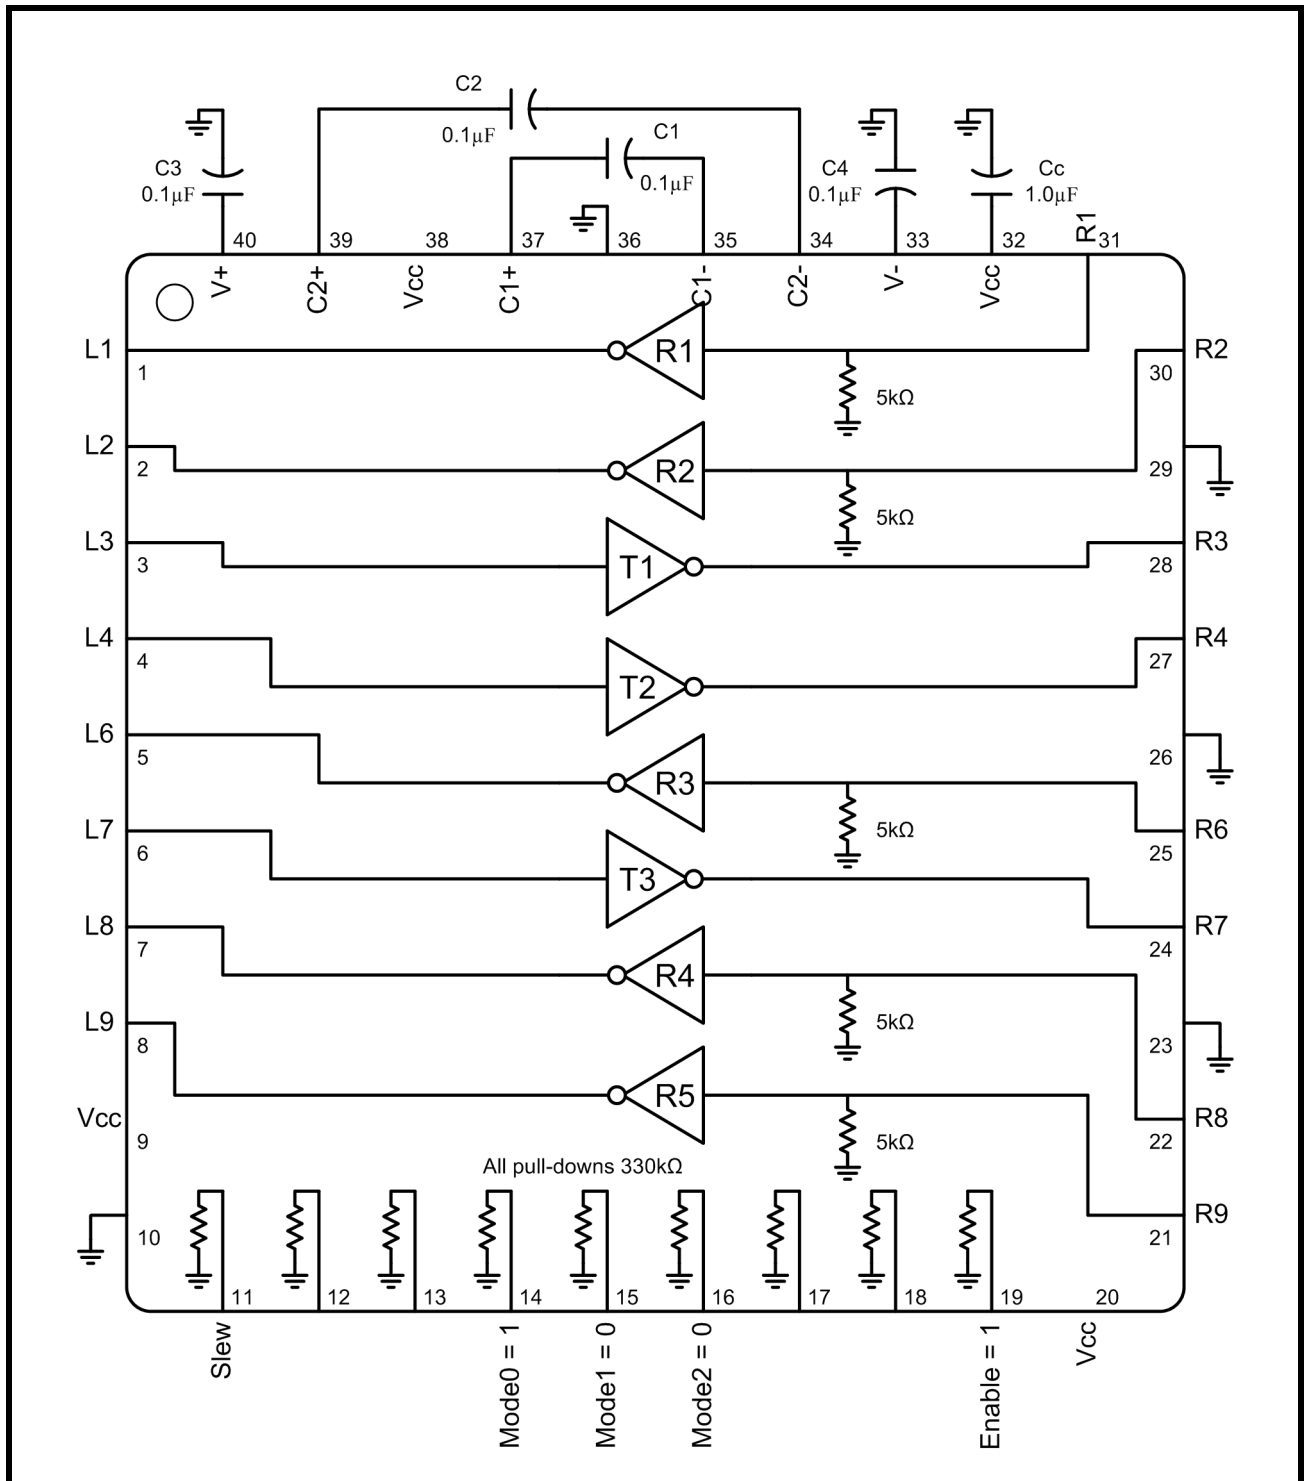 C2
0.1µF
C1
0.1µF
C3
0.1µF
C4
0.1µF
Cc
1.0µF
R1
40
39
38
37
36
35
34
33
32
31
V+
C2+
Vcc
C1+
C1-
C2-
V-
Vcc
L1
1
R1
5kΩ
R2
30
L2
2
R2
5kΩ
29
L3
3
T1
R3
28
L4
4
T2
R4
27
L6
5
R3
5kΩ
26
R6
25
L7
6
T3
R7
24
L8
7
R4
5kΩ
23
L9
8
R5
5kΩ
R8
22
Vcc
9
All pull-downs 330kΩ
R9
21
10
11
12
13
14
15
16
17
18
19
20
Slew
Mode0 = 1
Mode1 = 0
Mode2 = 0
Enable = 1
Vcc